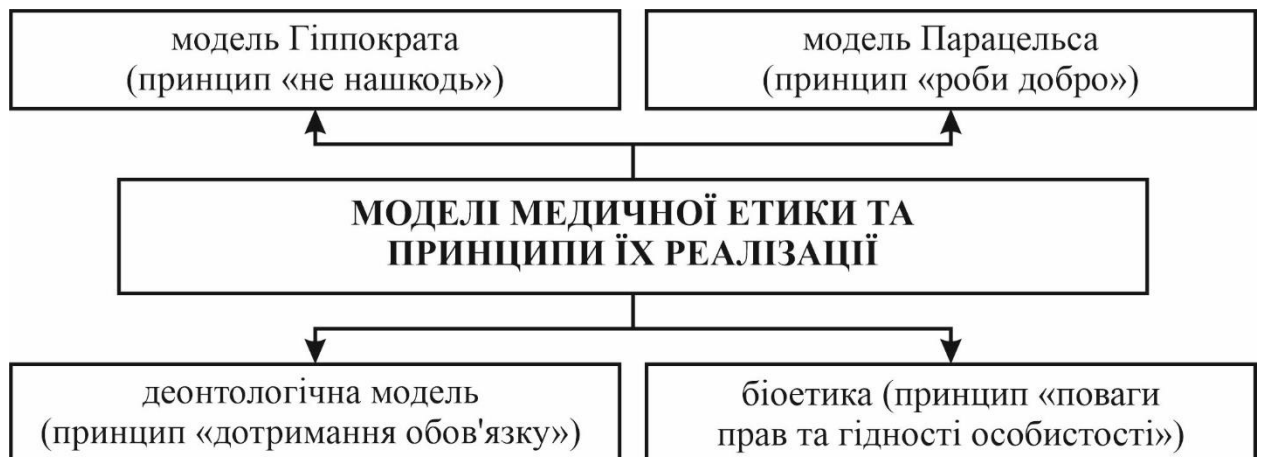 модель Гіппократа
(принцип «не нашкодь»)
модель Парацельса
(принцип «роби добро»)
МОДЕЛІ МЕДИЧНОЇ ЕТИКИ ТА
ПРИНЦИПИ ЇХ РЕАЛІЗАЦІЇ
деонтологічна модель
(принцип «дотримання обов'язку»)
біоетика (принцип «поваги
прав та гідності особистості»)